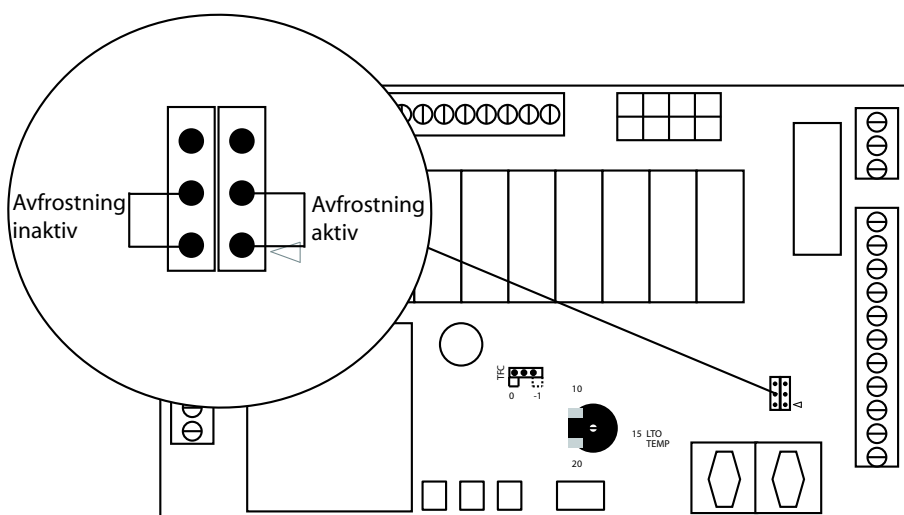 Avfrostning
inaktiv
Avfrostning
aktiv
TFC
0 -1
10
15 LTO
TEMP
20